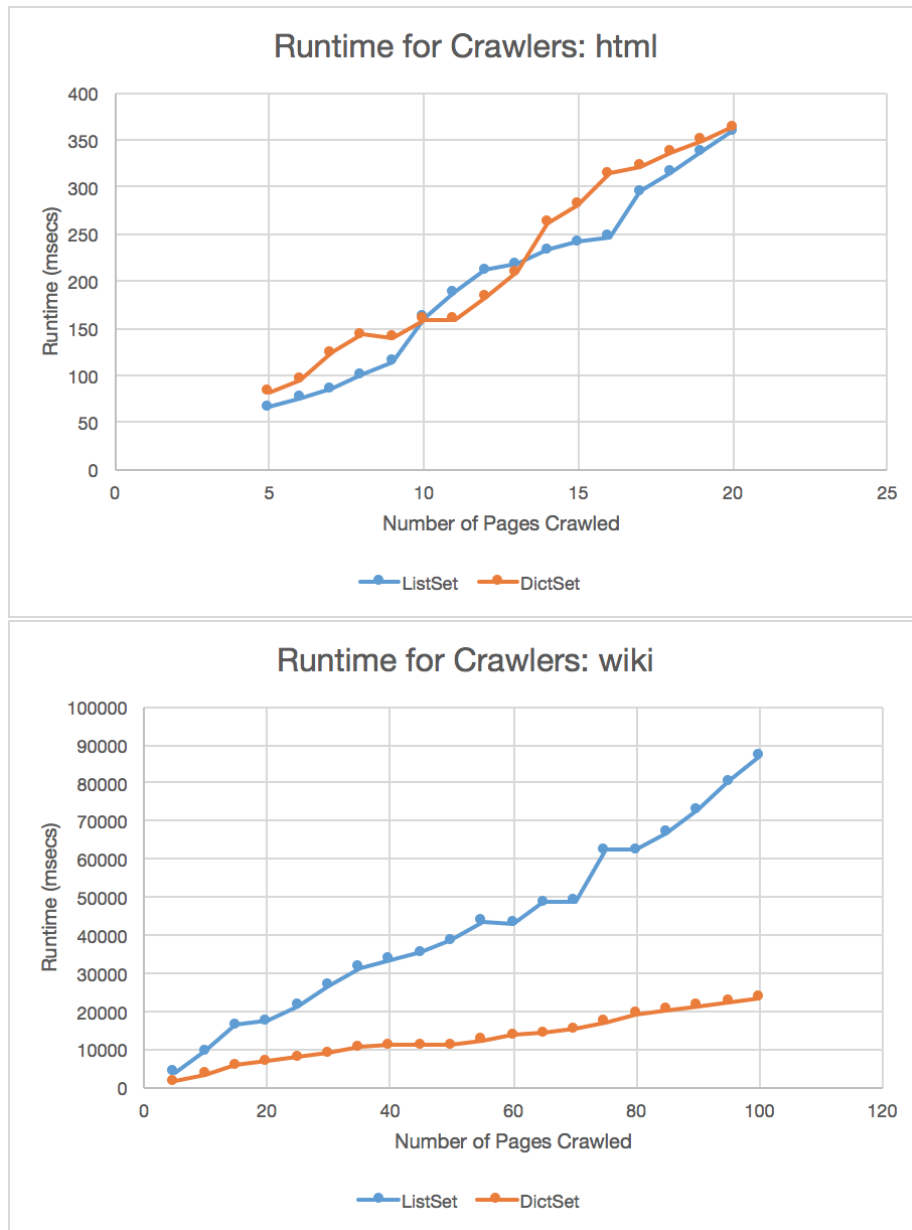 Runtime for Crawlers: html
400
350
300
250
200
150
100
50
0
Runtime (msecs)
0 5 10 15 20 25
Number of Pages Crawled
ListSet DictSet
Runtime for Crawlers: wiki
100000
90000
80000
70000
60000
50000
40000
30000
20000
10000
0
Runtime (msecs)
0 20 40 60 80 100 120
Number of Pages Crawled
ListSet DictSet